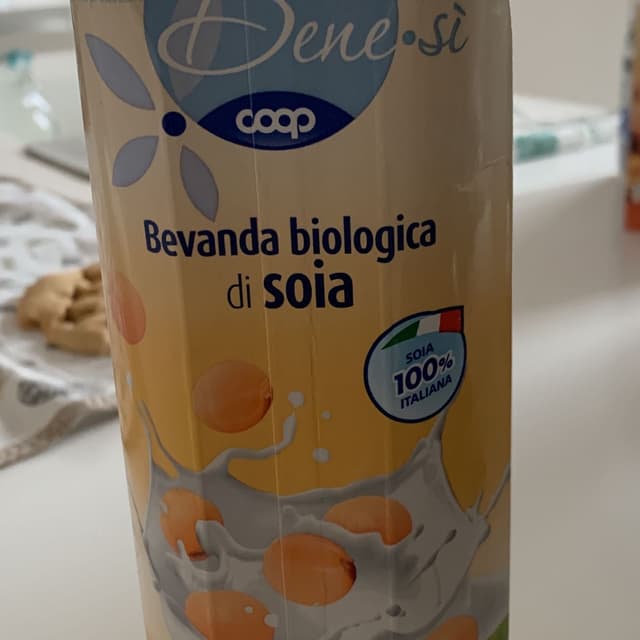 Bene.sì
coop
Bevanda biologica
di soia
SOIA
100%
ITALIANA